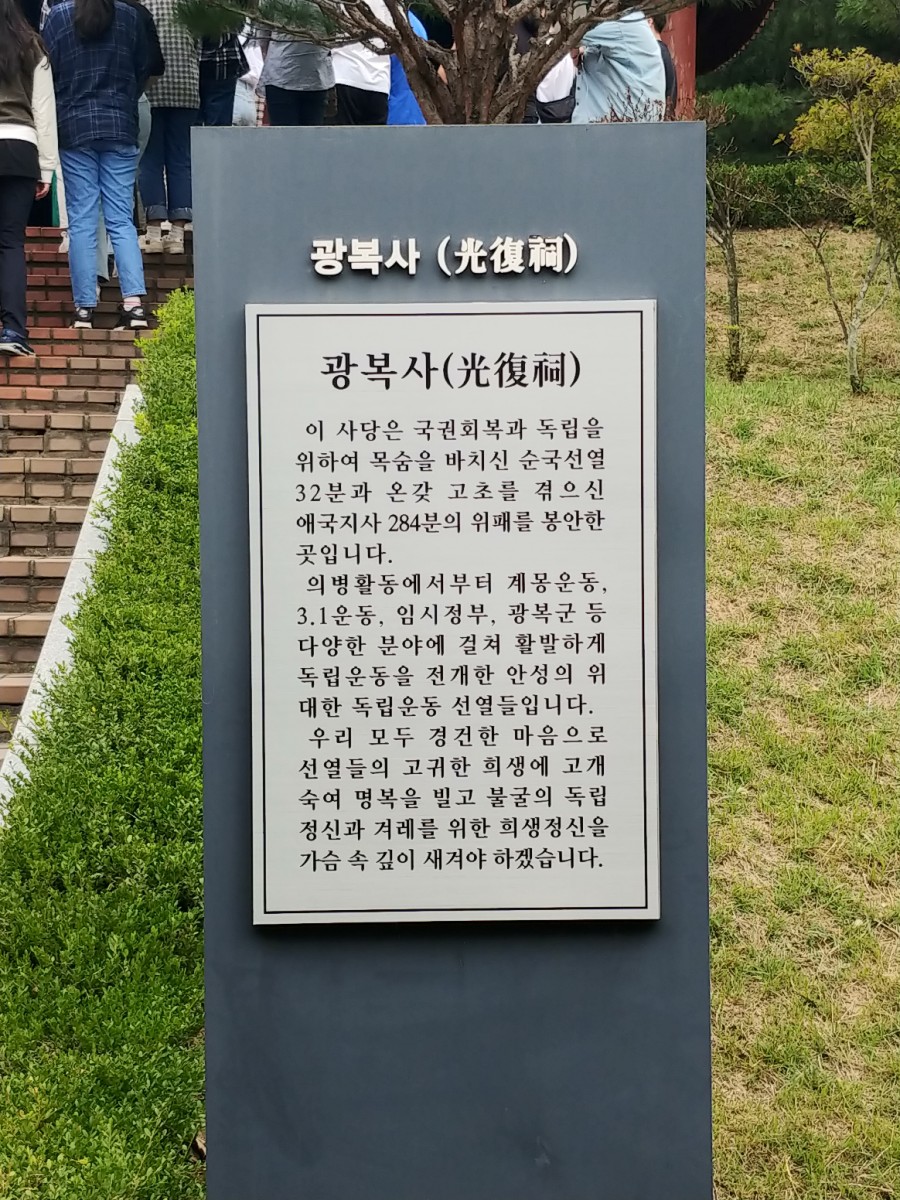 광복사 (光復祠)
광복사(光復祠)
이 사당은 국권회복과 독립을
위하여 목숨을 바치신 순국선열
32분과 온갖 고초를 겪으신
애국지사 284분의 위패를 봉안한
곳입니다.
의병활동에서부터 계몽운동,
3.1운동, 임시정부, 광복군 등
다양한 분야에 걸쳐 활발하게
독립운동을 전개한 안성의 위
대한 독립운동 선열들입니다.
우리 모두 경건한 마음으로
선열들의 고귀한 희생에 고개
숙여 명복을 빌고 불굴의 독립
정신과 겨레를 위한 희생정신을
가슴 속 깊이 새겨야 하겠습니다.